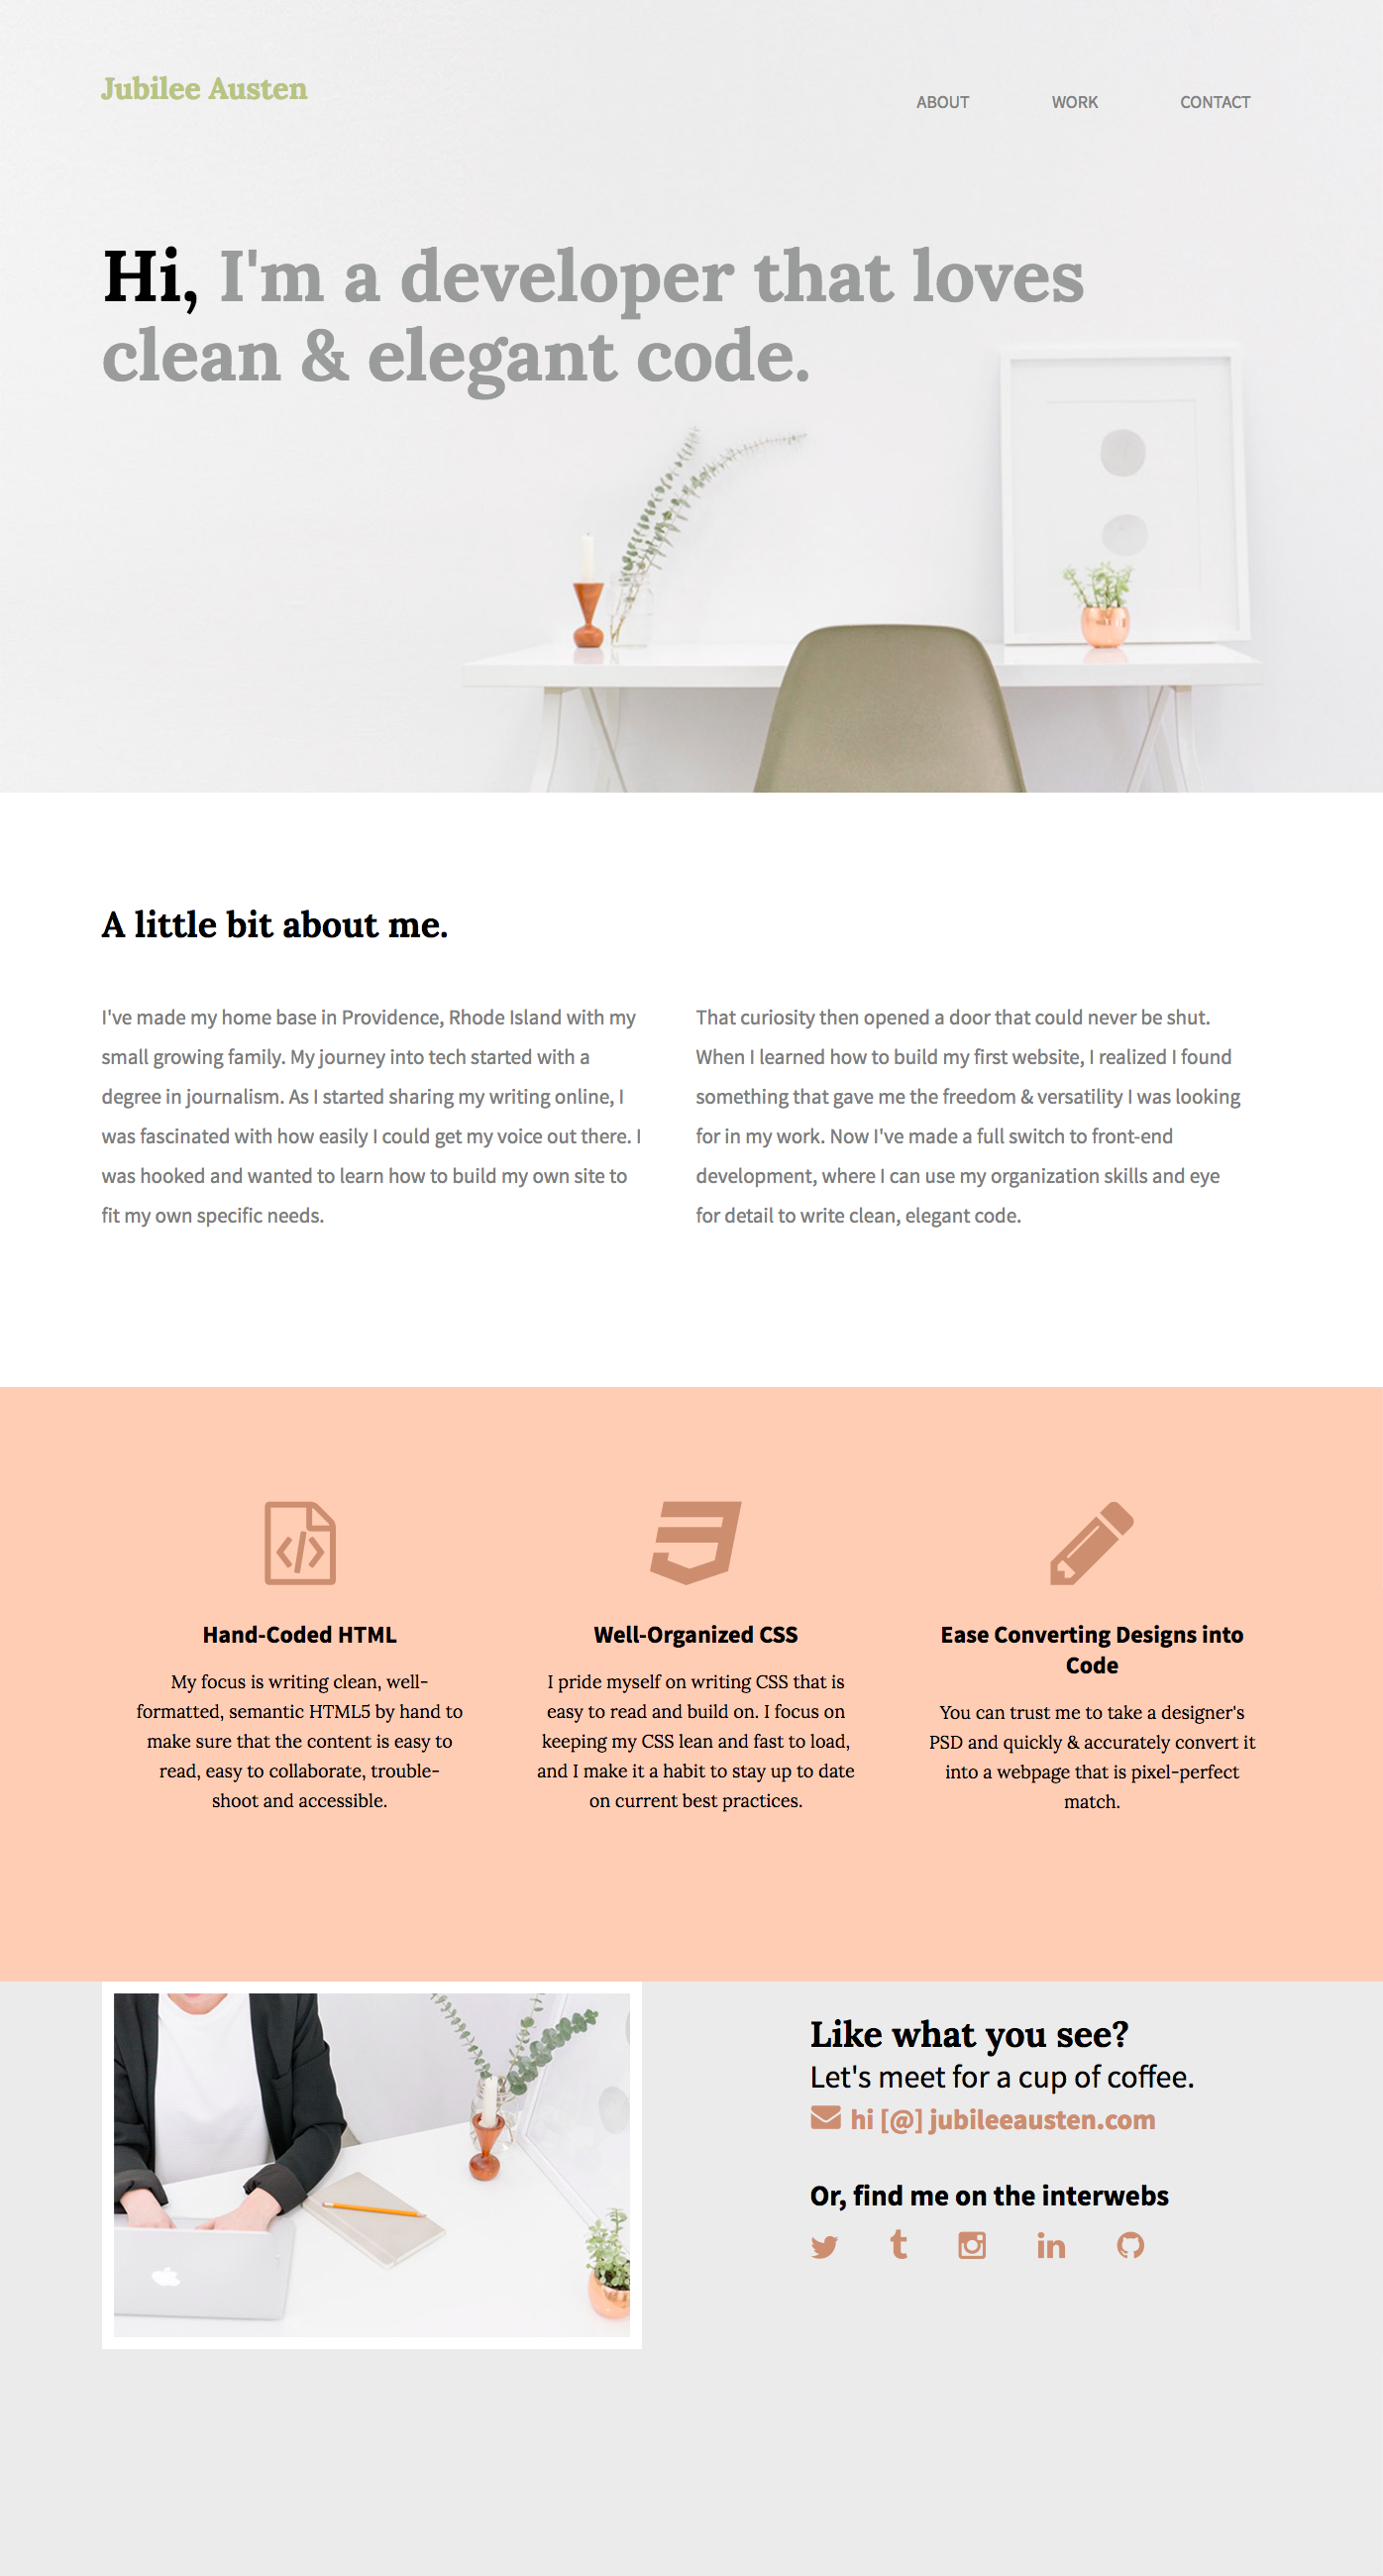 Jubilee Austen
ABOUT WORK CONTACT
Hi, I'm a developer that loves
clean & elegant code.
A little bit about me.
I've made my home base in Providence, Rhode Island with my
small growing family. My journey into tech started with a
degree in journalism. As I started sharing my writing online, I
was fascinated with how easily I could get my voice out there. I
was hooked and wanted to learn how to build my own site to
fit my own specific needs.
That curiosity then opened a door that could never be shut.
When I learned how to build my first website, I realized I found
something that gave me the freedom & versatility I was looking
for in my work. Now I've made a full switch to front-end
development, where I can use my organization skills and eye
for detail to write clean, elegant code.
Hand-Coded HTML
My focus is writing clean, well-
formatted, semantic HTML5 by hand to
make sure that the content is easy to
read, easy to collaborate, trouble-
shoot and accessible.
Well-Organized CSS
I pride myself on writing CSS that is
easy to read and build on. I focus on
keeping my CSS lean and fast to load,
and I make it a habit to stay up to date
on current best practices.
Ease Converting Designs into
Code
You can trust me to take a designer's
PSD and quickly & accurately convert it
into a webpage that is pixel-perfect
match.
Like what you see?
Let's meet for a cup of coffee.
hi [@] jubileeausten.com
Or, find me on the interwebs